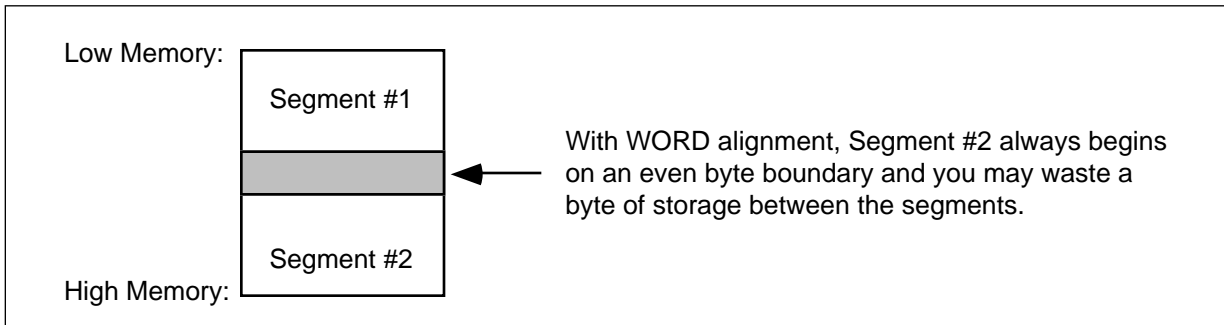 Low Memory:
Segment #1
With WORD alignment, Segment #2 always begins
on an even byte boundary and you may waste a
byte of storage between the segments.
Segment #2
High Memory: